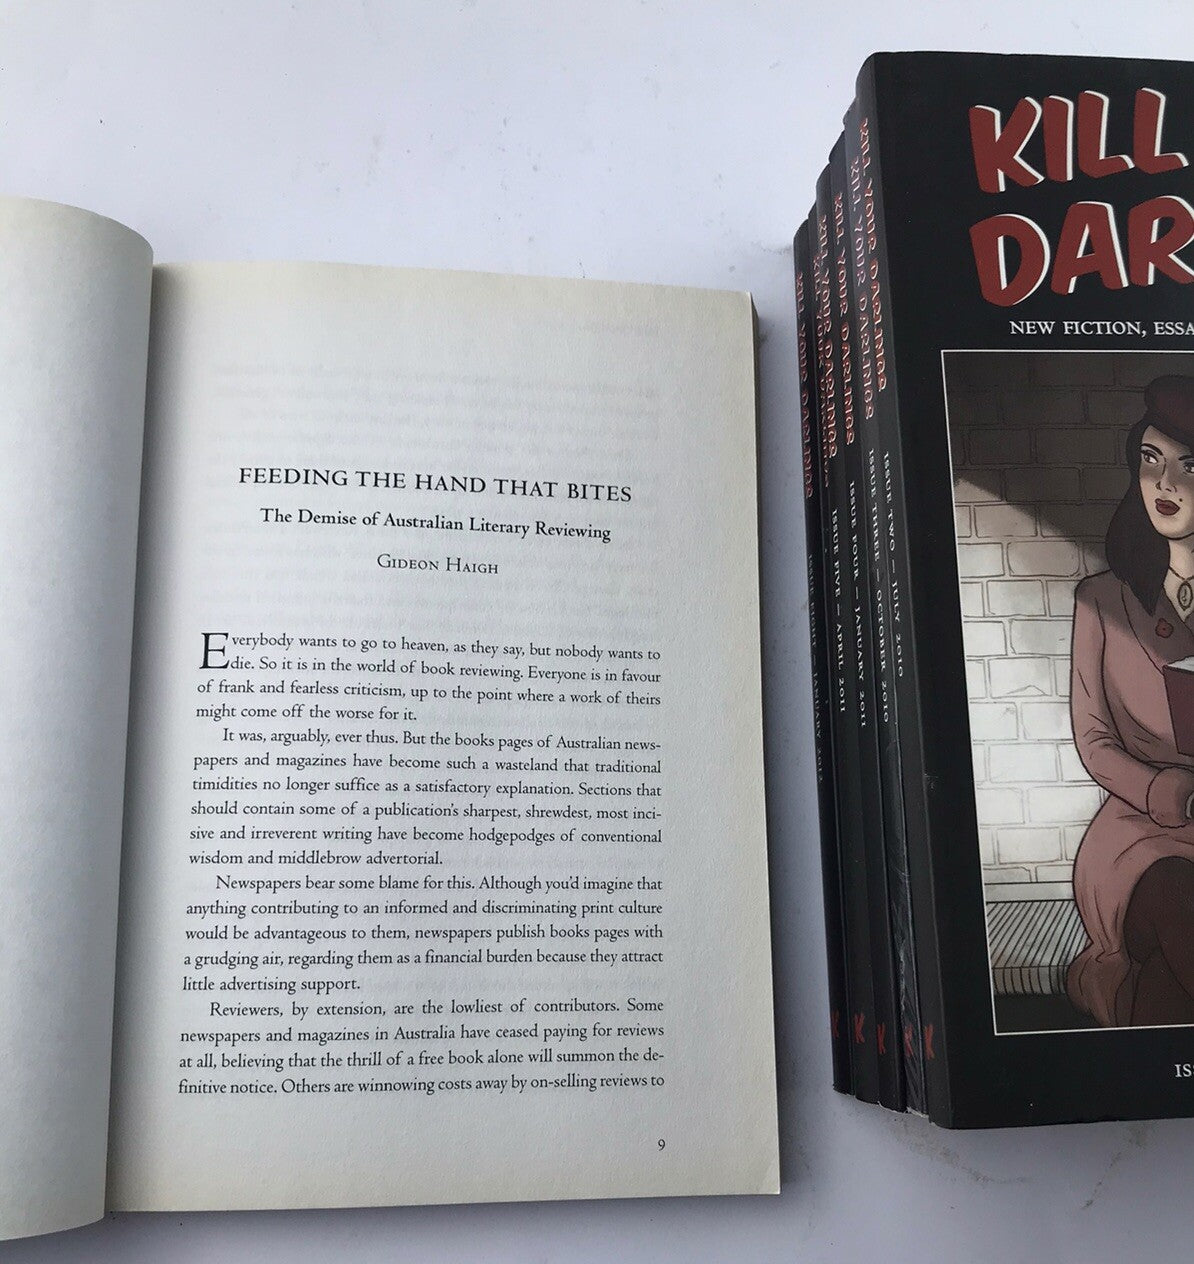 FEEDING THE HAND THAT BITES
The Demise of Australian Literary Reviewing
GIDEON HAIGH
Everybody wants to go to heaven, as they say, but nobody wants to
die. So it is in the world of book reviewing. Everyone is in favour
of frank and fearless criticism, up to the point where a work of theirs
might come off the worse for it.
It was, arguably, ever thus. But the books pages of Australian news-
papers and magazines have become such a wasteland that traditional
timidities no longer suffice as a satisfactory explanation. Sections that
should contain some of a publication's sharpest, shrewdest, most inci-
sive and irreverent writing have become hodgepodges of conventional
wisdom and middlebrow advertorial.
Newspapers bear some blame for this. Although you'd imagine that
anything contributing to an informed and discriminating print culture
would be advantageous to them, newspapers publish books pages with
a grudging air, regarding them as a financial burden because they attract
little advertising support.
Reviewers, by extension, are the lowliest of contributors. Some
newspapers and magazines in Australia have ceased paying for reviews
at all, believing that the thrill of a free book alone will summon the de-
finitive notice. Others are winnowing costs away by on-selling reviews to
9
KILL YOUR DARLINGS ISSUE EIGHT – JANUARY 2012
KILL YOUR DARLINGS
KILL YOUR DARLINGS ISSUE FIVE – APRIL 2011 K
KILL YOUR DARLINGS ISSUE FOUR – JANUARY 2011 K
KILL YOUR DARLINGS ISSUE THREE – OCTOBER 2010 K
KILL YOUR DARLINGS ISSUE TWO – JULY 2010 K
K
KILL
DAR
NEW FICTION, ESSA
IS